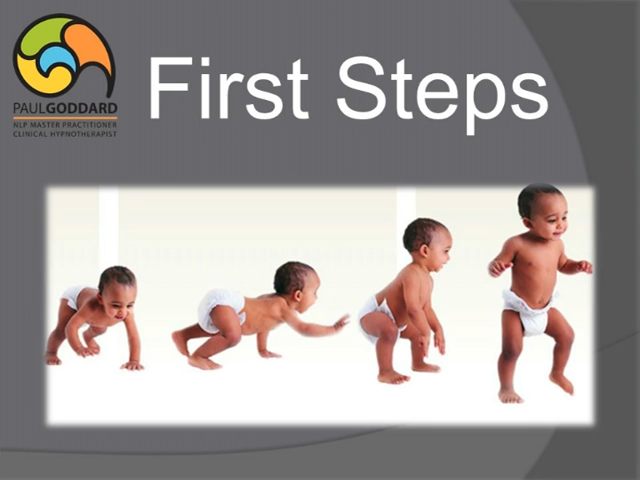 First Steps
PAULGODDARD
NLP MASTER PRACTITIONER
CLINICAL HYPNOTHERAPIST